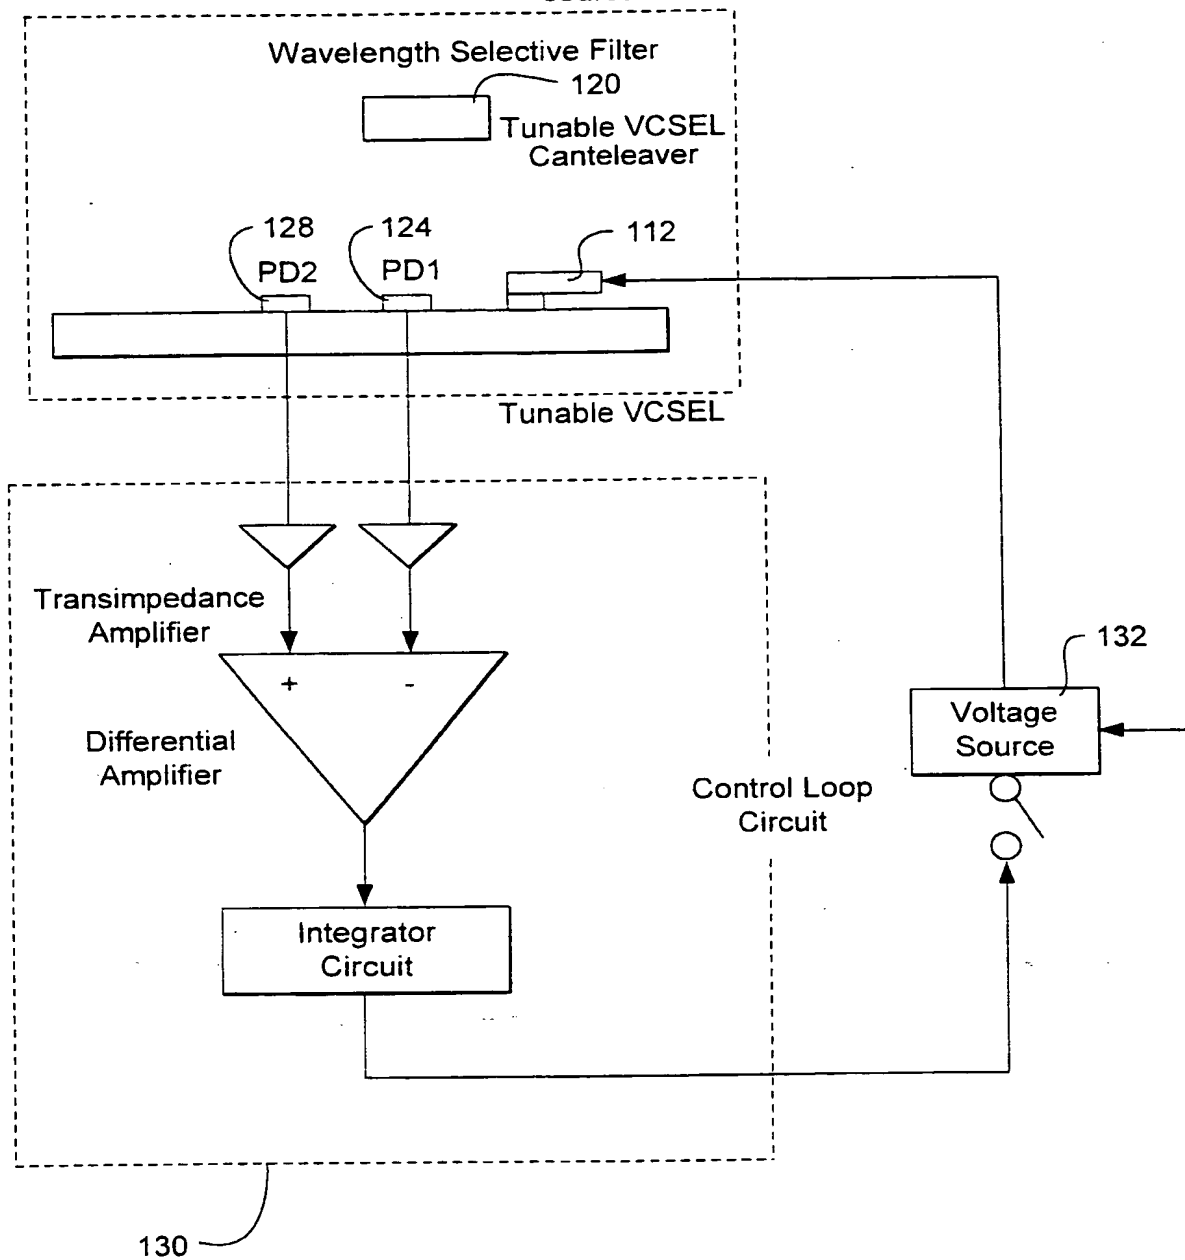 Wavelength Selective Filter
120
Tunable VCSEL
Canteleaver
128
124
112
PD2
PD1
Tunable VCSEL
Transimpedance
Amplifier
132
+ -
Voltage
Source
Differential
Amplifier
Control Loop
Circuit
Integrator
Circuit
130